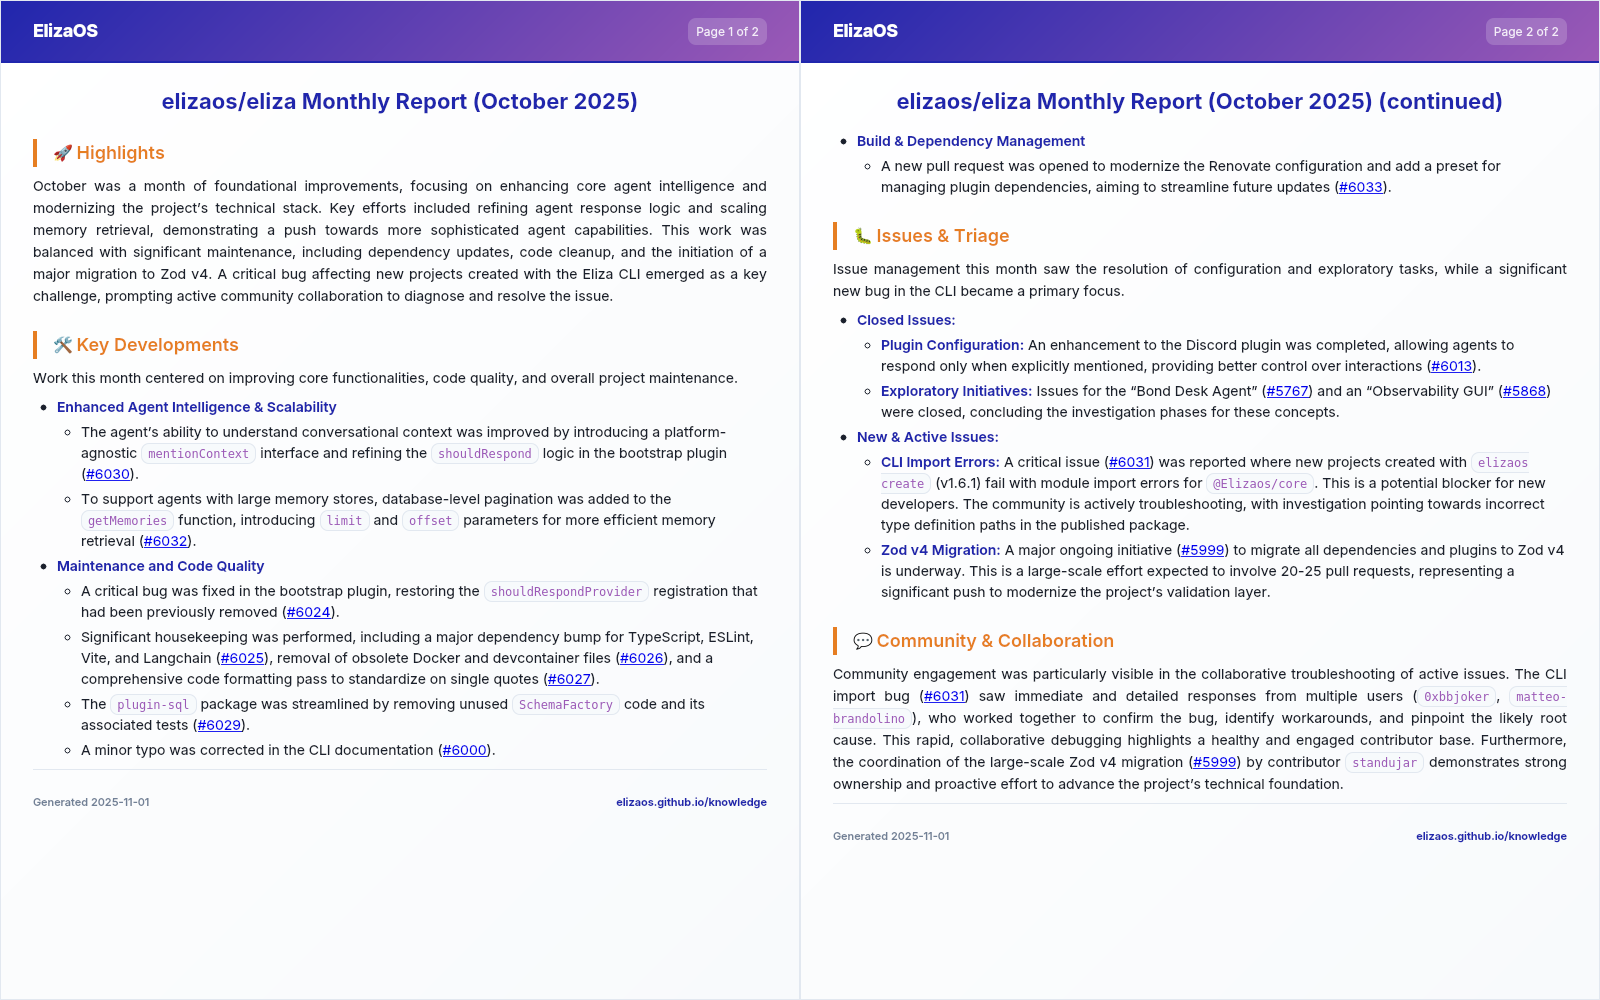 ElizaOS
Page 1 of 2
elizaos/eliza Monthly Report (October 2025)
🚀 Highlights
October was a month of foundational improvements, focusing on enhancing core agent intelligence and
modernizing the project’s technical stack. Key efforts included refining agent response logic and scaling
memory retrieval, demonstrating a push towards more sophisticated agent capabilities. This work was
balanced with significant maintenance, including dependency updates, code cleanup, and the initiation of a
major migration to Zod v4. A critical bug affecting new projects created with the Eliza CLI emerged as a key
challenge, prompting active community collaboration to diagnose and resolve the issue.
🛠️ Key Developments
Work this month centered on improving core functionalities, code quality, and overall project maintenance.
• Enhanced Agent Intelligence & Scalability
◦ The agent’s ability to understand conversational context was improved by introducing a platform-
agnostic mentionContext interface and refining the shouldRespond logic in the bootstrap plugin
(#6030).
◦ To support agents with large memory stores, database-level pagination was added to the
getMemories function, introducing limit and offset parameters for more efficient memory
retrieval (#6032).
• Maintenance and Code Quality
◦ A critical bug was fixed in the bootstrap plugin, restoring the shouldRespondProvider registration that
had been previously removed (#6024).
◦ Significant housekeeping was performed, including a major dependency bump for TypeScript, ESLint,
Vite, and Langchain (#6025), removal of obsolete Docker and devcontainer files (#6026), and a
comprehensive code formatting pass to standardize on single quotes (#6027).
◦ The plugin-sql package was streamlined by removing unused SchemaFactory code and its
associated tests (#6029).
◦ A minor typo was corrected in the CLI documentation (#6000).
Generated 2025-11-01
elizaos.github.io/knowledge
ElizaOS
Page 2 of 2
elizaos/eliza Monthly Report (October 2025) (continued)
• Build & Dependency Management
◦ A new pull request was opened to modernize the Renovate configuration and add a preset for
managing plugin dependencies, aiming to streamline future updates (#6033).
🐛 Issues & Triage
Issue management this month saw the resolution of configuration and exploratory tasks, while a significant
new bug in the CLI became a primary focus.
• Closed Issues:
◦ Plugin Configuration: An enhancement to the Discord plugin was completed, allowing agents to
respond only when explicitly mentioned, providing better control over interactions (#6013).
◦ Exploratory Initiatives: Issues for the “Bond Desk Agent” (#5767) and an “Observability GUI” (#5868)
were closed, concluding the investigation phases for these concepts.
• New & Active Issues:
◦ CLI Import Errors: A critical issue (#6031) was reported where new projects created with elizaos
create (v1.6.1) fail with module import errors for @Elizaos/core. This is a potential blocker for new
developers. The community is actively troubleshooting, with investigation pointing towards incorrect
type definition paths in the published package.
◦ Zod v4 Migration: A major ongoing initiative (#5999) to migrate all dependencies and plugins to Zod v4
is underway. This is a large-scale effort expected to involve 20-25 pull requests, representing a
significant push to modernize the project’s validation layer.
💬 Community & Collaboration
Community engagement was particularly visible in the collaborative troubleshooting of active issues. The CLI
import bug (#6031) saw immediate and detailed responses from multiple users (0xbbjoker, matteo-
brandolino), who worked together to confirm the bug, identify workarounds, and pinpoint the likely root
cause. This rapid, collaborative debugging highlights a healthy and engaged contributor base. Furthermore,
the coordination of the large-scale Zod v4 migration (#5999) by contributor standujar demonstrates strong
ownership and proactive effort to advance the project’s technical foundation.
Generated 2025-11-01
elizaos.github.io/knowledge